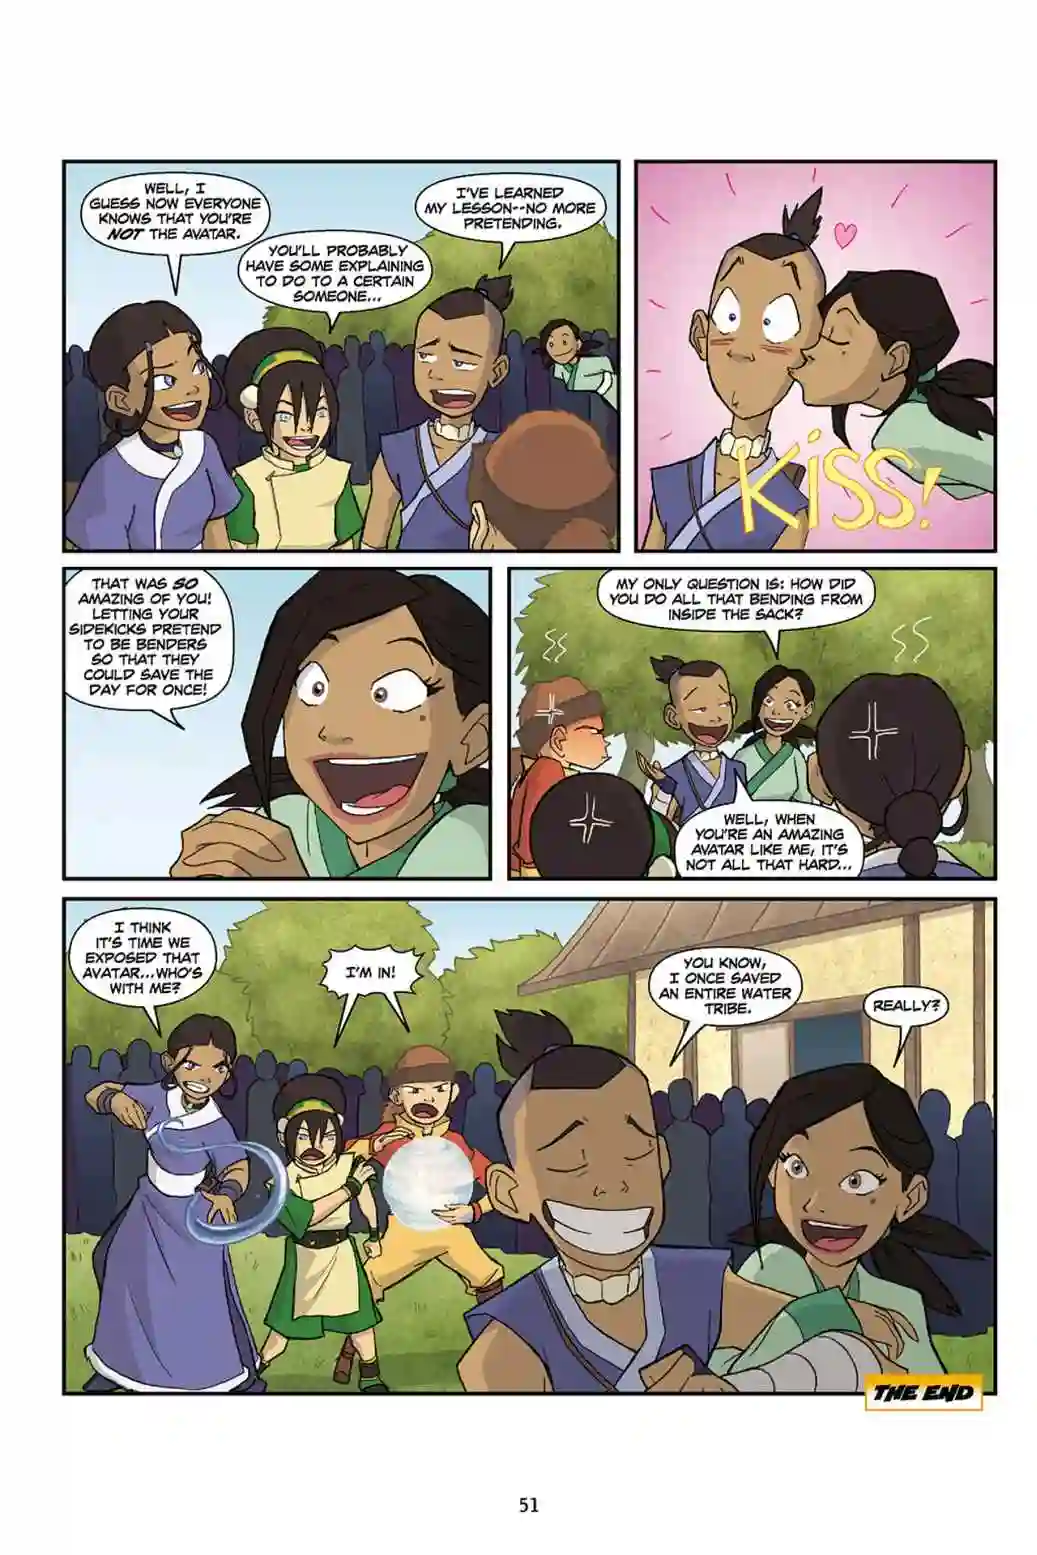 WELL, I
GUESS NOW EVERYONE
KNOWS THAT YOU'RE
NOT THE AVATAR.
YOU'LL PROBABLY
HAVE SOME EXPLAINING
TO DO TO A CERTAIN
SOMEONE...
I'VE LEARNED
MY LESSON--NO MORE
PRETENDING.
KISS!
THAT WAS SO
AMAZING OF YOU!
LETTING YOUR
SIDEKICKS PRETEND
TO BE BENDERS
SO THAT THEY
COULD SAVE THE
DAY FOR ONCE!
MY ONLY QUESTION IS: HOW DID
YOU DO ALL THAT BENDING FROM
INSIDE THE SACK?
WELL, WHEN
YOU'RE AN AMAZING
AVATAR LIKE ME, IT'S
NOT ALL THAT HARD...
I THINK
IT'S TIME WE
EXPOSED THAT
AVATAR...WHO'S
WITH ME?
I'M IN!
YOU KNOW,
I ONCE SAVED
AN ENTIRE WATER
TRIBE.
REALLY?
THE END
51